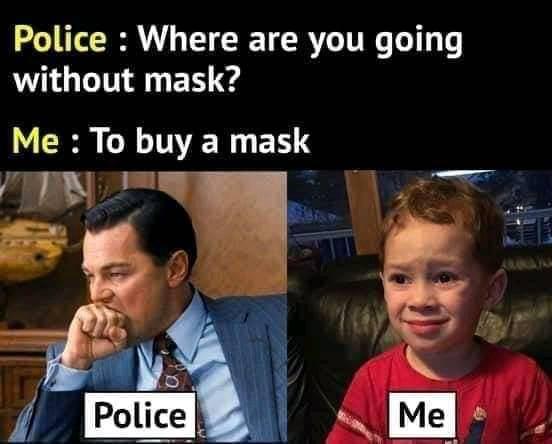 Police : Where are you going
without mask?
Me : To buy a mask
Police
Me